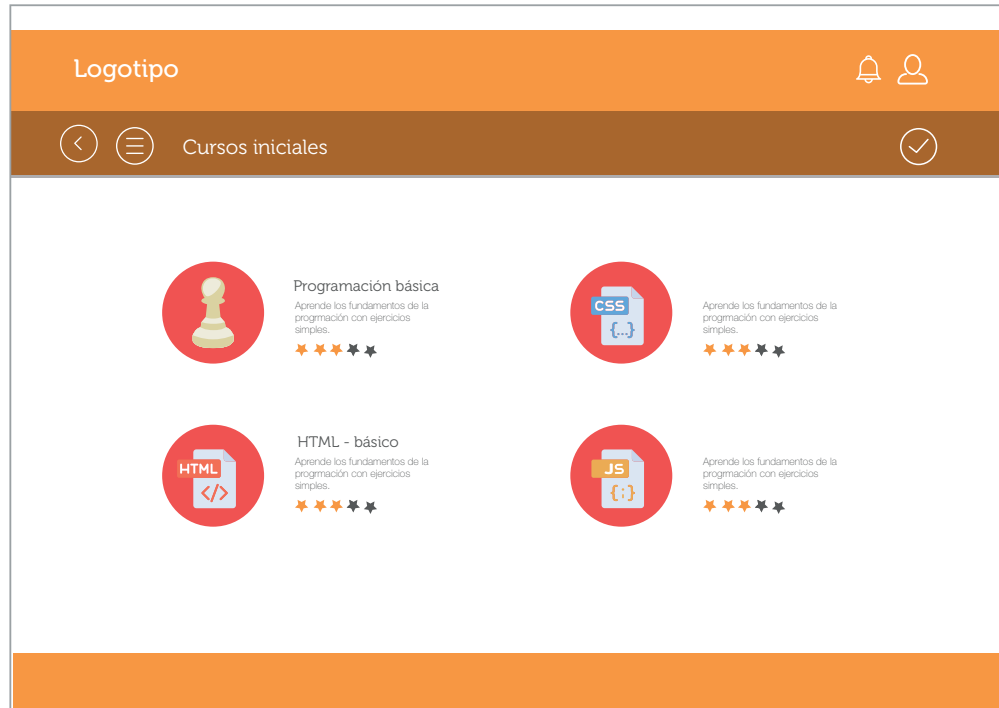 Logotipo
Cursos iniciales
Programación básica
Aprende los fundamentos de la
progrmación con ejercicios
simples.
CSS
{...}
Aprende los fundamentos de la
progrmación con ejercicios
simples.
HTML
</>
HTML - básico
Aprende los fundamentos de la
progrmación con ejercicios
simples.
JS
{;}
Aprende los fundamentos de la
progrmación con ejercicios
simples.